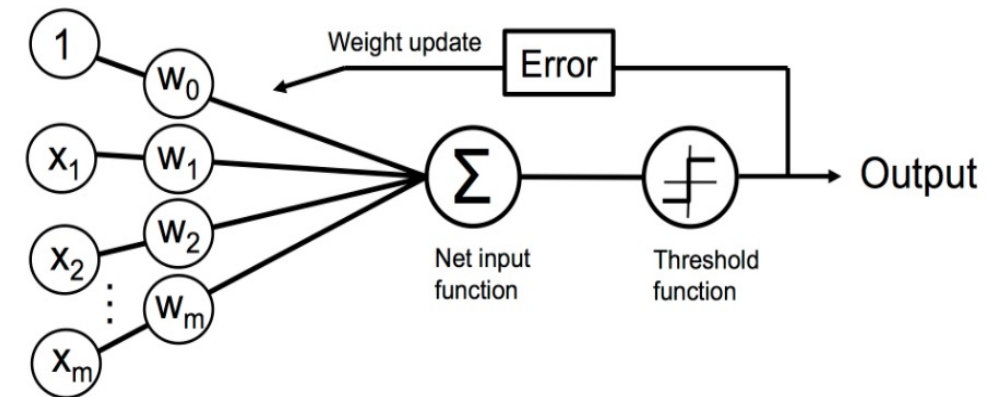 1
w₀
Weight update
Error
x₁
w₁
Σ
Output
x₂
w₂
Net input
function
Threshold
function
⋮
xₘ
wₘ